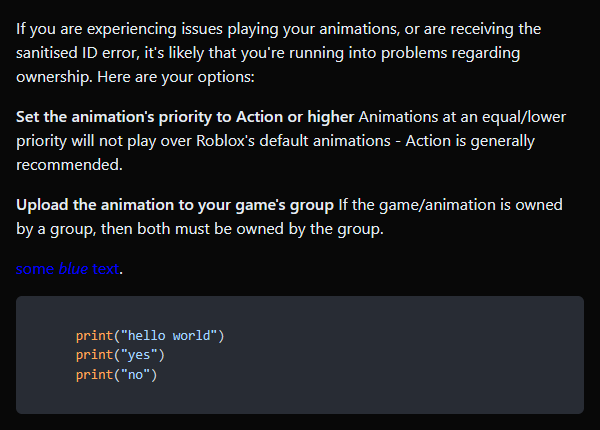 If you are experiencing issues playing your animations, or are receiving the
sanitised ID error, it's likely that you're running into problems regarding
ownership. Here are your options:
Set the animation's priority to Action or higher Animations at an equal/lower
priority will not play over Roblox's default animations - Action is generally
recommended.
Upload the animation to your game's group If the game/animation is owned
by a group, then both must be owned by the group.
some blue text.
print("hello world")
print("yes")
print("no")